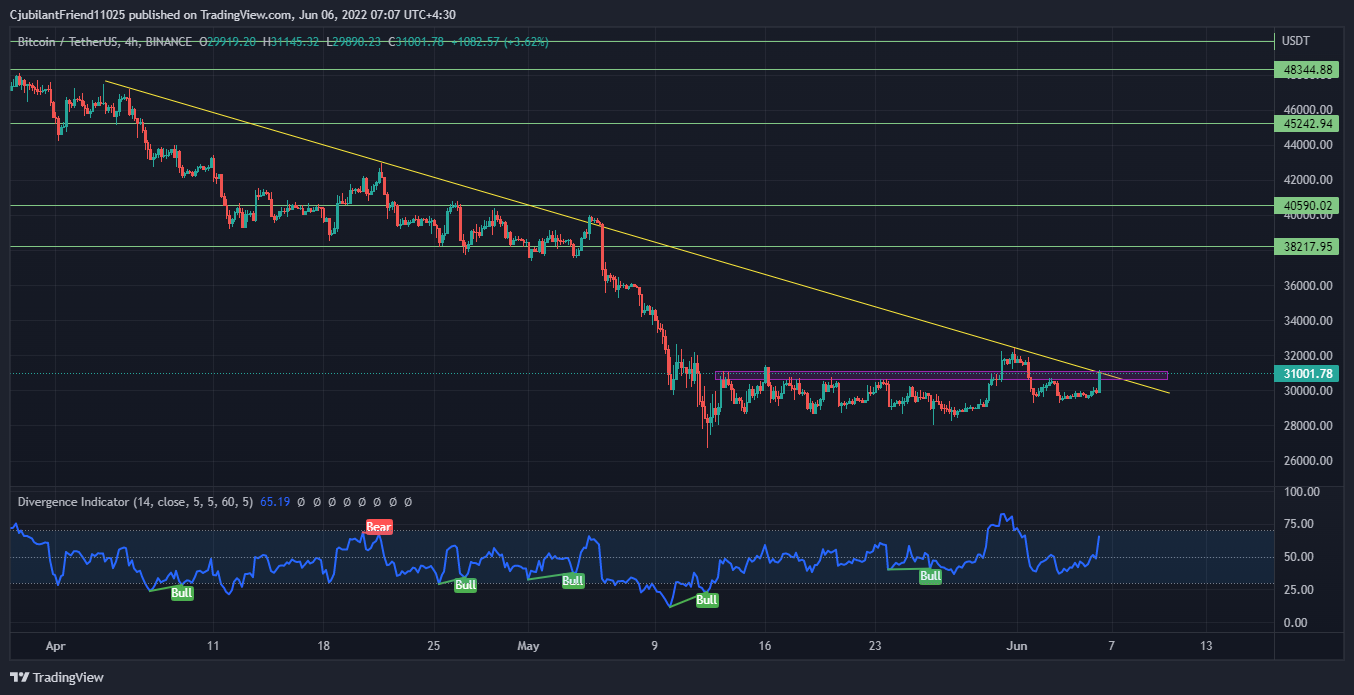 CjubilantFriend11025 published on TradingView.com, Jun 06, 2022 07:07 UTC+4:30
Bitcoin / TetherUS, 4h, BINANCE O29919.20 H31145.32 L29890.23 C31001.78 +1082.57 (+3.62%)
USDT
48344.88
46000.00
45242.94
44000.00
42000.00
40590.02
40000.00
38217.95
36000.00
34000.00
32000.00
31001.78
30000.00
28000.00
26000.00
Divergence Indicator (14, close, 5, 5, 60, 5) 65.19 Ø Ø Ø Ø Ø Ø Ø Ø
100.00
Bear
75.00
50.00
Bull
Bull
Bull
Bull
Bull
25.00
0.00
Apr 11 18 25 May 9 16 23 Jun 7 13
TradingView